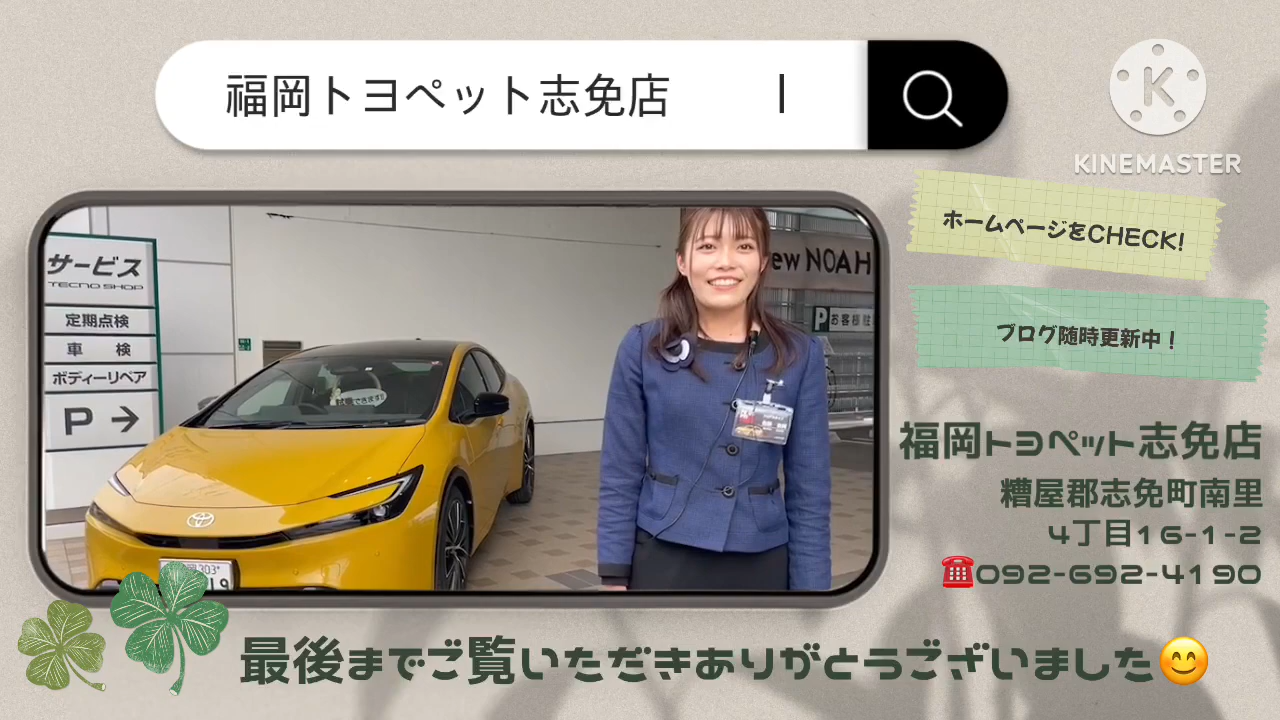 福岡トヨペット志免店
KINEMASTER
ホームページをCHECK!
ブログ随時更新中!
サービス
TECNO SHOP
定期点検
車 検
ボディーリペア
P→
ew NOAH
P お客様駐
福岡トヨペット志免店
糟屋郡志免町南里
4丁目16-1-2
☎092-692-4190
最後までご覧いただきありがとうございました😊